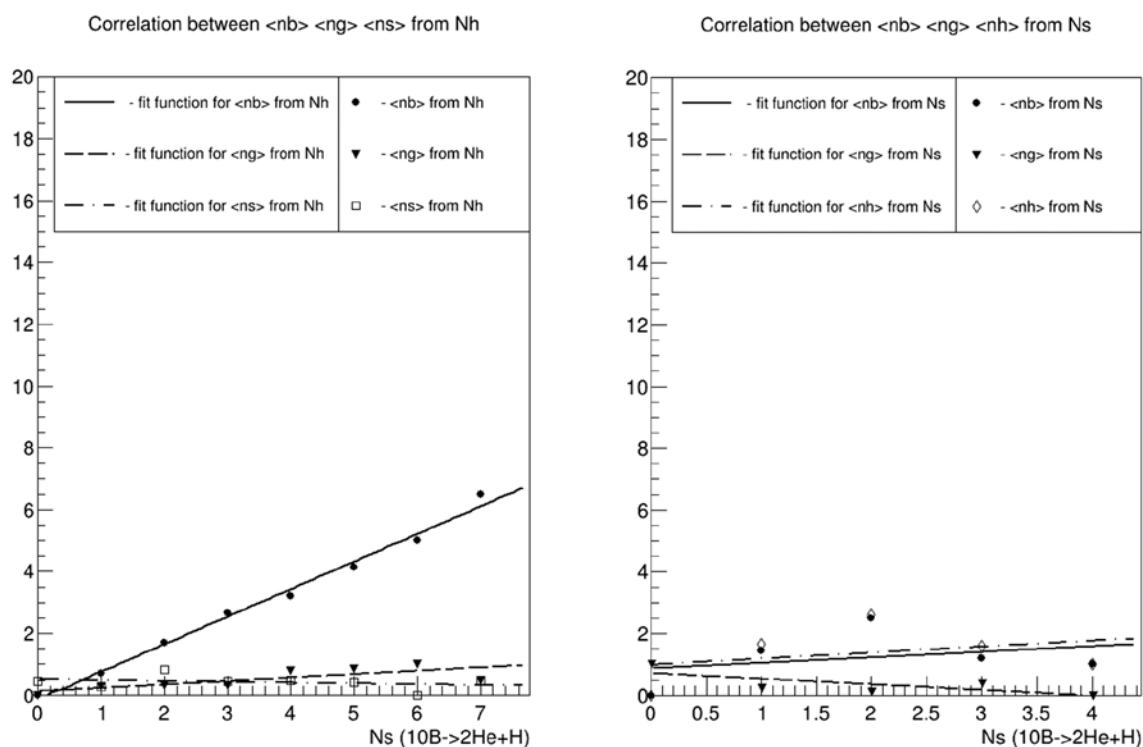 Correlation between <nb> <ng> <ns> from Nh
20
18
16
14
12
10
8
6
4
2
0
- fit function for <nb> from Nh
- <nb> from Nh
- fit function for <ng> from Nh
- <ng> from Nh
- fit function for <ns> from Nh
- <ns> from Nh
0 1 2 3 4 5 6 7
Ns (10B->2He+H)
Correlation between <nb> <ng> <nh> from Ns
20
18
16
14
12
10
8
6
4
2
0
- fit function for <nb> from Ns
- <nb> from Ns
- fit function for <ng> from Ns
- <ng> from Ns
- fit function for <nh> from Ns
- <nh> from Ns
0 0.5 1 1.5 2 2.5 3 3.5 4
Ns (10B->2He+H)